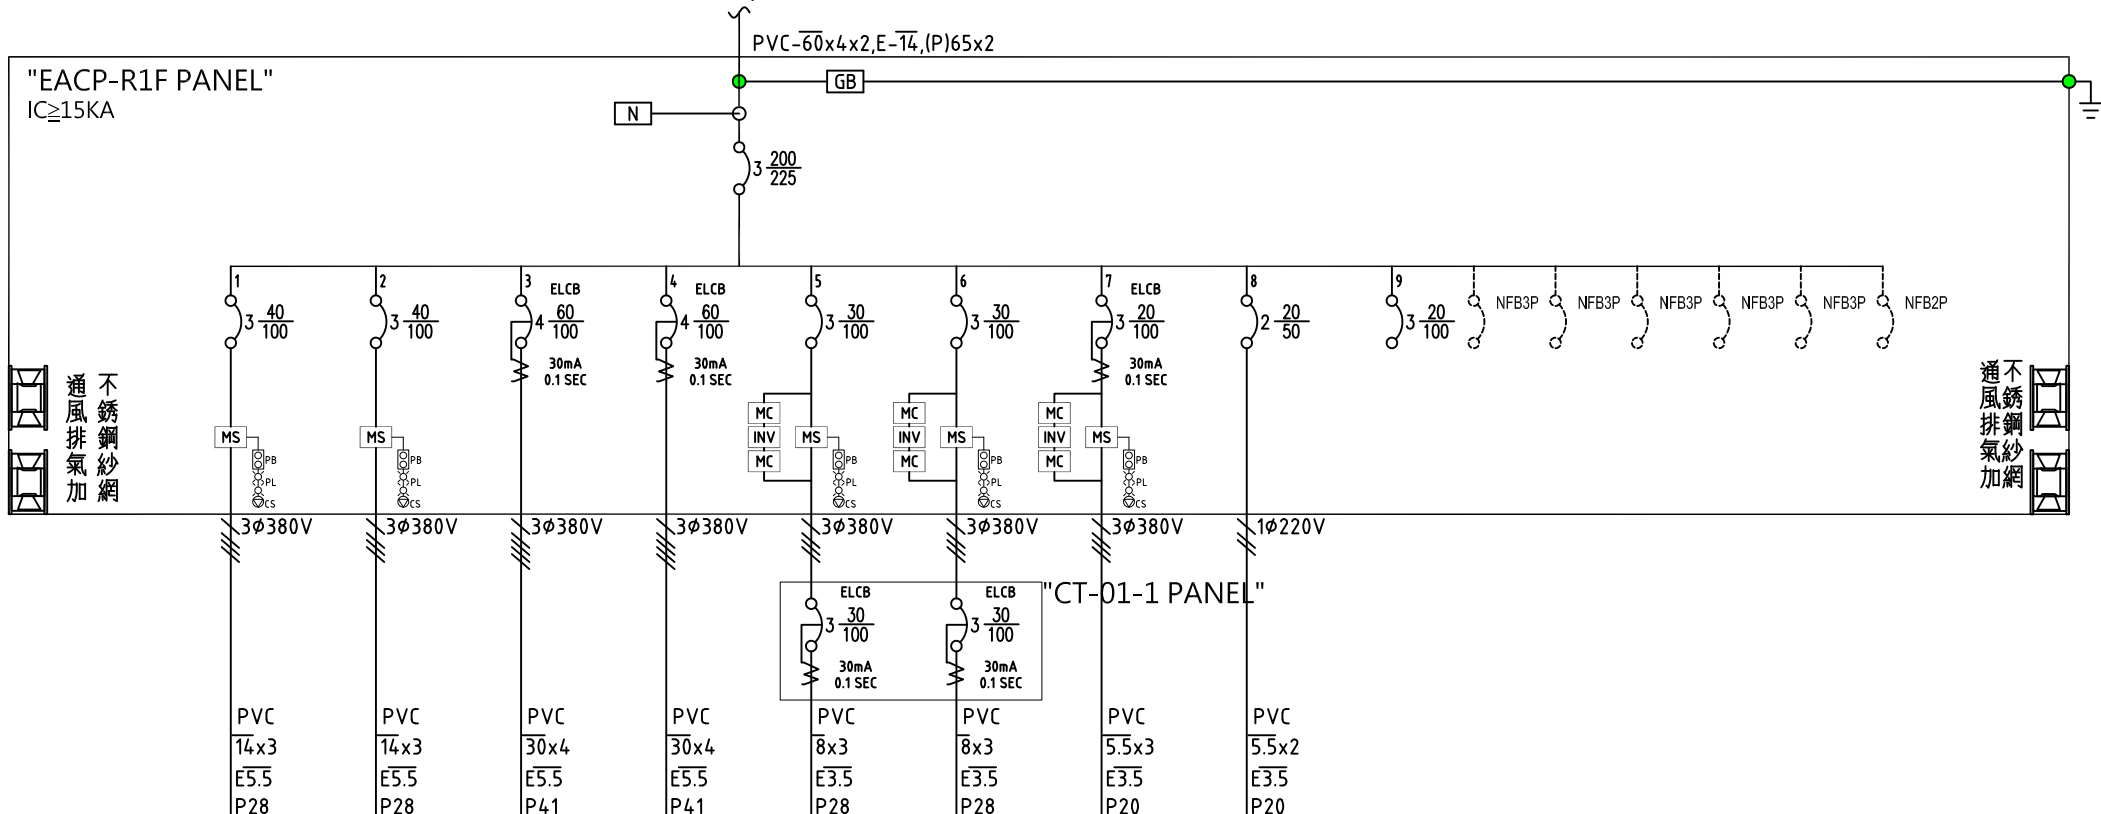 PVC-60x4x2,E-14,(P)65x2
"EACP-R1F PANEL"
IC≧15KA
GB
N
3 200/225
1 2 3 4 5 6 7 8 9
ELCB ELCB ELCB
3 40/100
3 40/100
4 60/100
4 60/100
3 30/100
3 30/100
3 20/100
2 20/50
3 20/100
NFB3P NFB3P NFB3P NFB3P NFB3P NFB2P
30mA 30mA 30mA
0.1 SEC 0.1 SEC 0.1 SEC
不銹鋼紗網
通風排氣加
不銹鋼紗網
通風排氣加
MC MC MC
MS MS INV MS INV MS INV MS
MC MC MC
PB PB PB PB PB
PL PL PL PL PL
CS CS CS CS CS
3Φ380V 3Φ380V 3Φ380V 3Φ380V 3Φ380V 3Φ380V 3Φ380V 1Φ220V
"CT-01-1 PANEL"
ELCB ELCB
3 30/100
3 30/100
30mA 30mA
0.1 SEC 0.1 SEC
PVC PVC PVC PVC PVC PVC PVC PVC
14x3 14x3 30x4 30x4 8x3 8x3 5.5x3 5.5x2
E5.5 E5.5 E5.5 E5.5 E3.5 E3.5 E3.5 E3.5
P28 P28 P41 P41 P28 P28 P20 P20